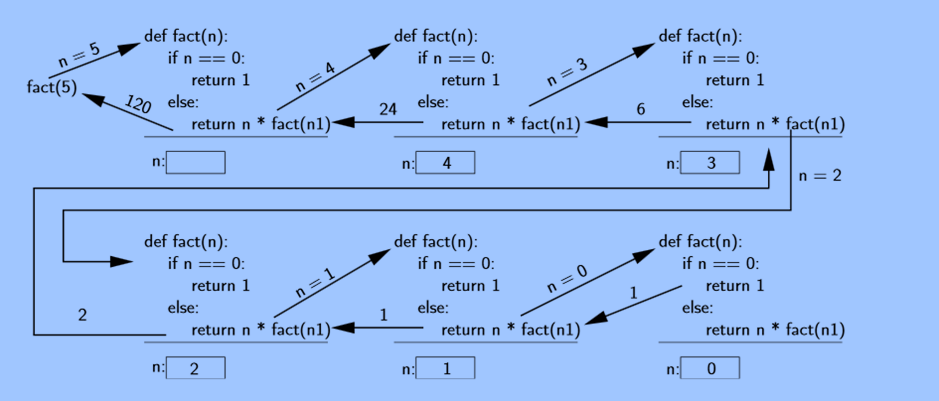 fact(5)
n = 5
120
def fact(n):
if n == 0:
return 1
else:
return n * fact(n1)
n:
n = 4
24
def fact(n):
if n == 0:
return 1
else:
return n * fact(n1)
n: 4
n = 3
6
def fact(n):
if n == 0:
return 1
else:
return n * fact(n1)
n: 3
n = 2
2
def fact(n):
if n == 0:
return 1
else:
return n * fact(n1)
n: 2
n = 1
1
def fact(n):
if n == 0:
return 1
else:
return n * fact(n1)
n: 1
n = 0
1
def fact(n):
if n == 0:
return 1
else:
return n * fact(n1)
n: 0